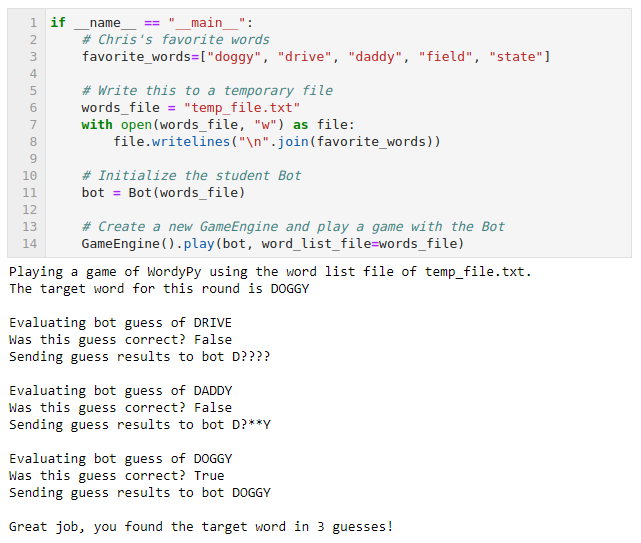 1 if __name__ == "__main__":
2     # Chris's favorite words
3     favorite_words=["doggy", "drive", "daddy", "field", "state"]
4
5     # Write this to a temporary file
6     words_file = "temp_file.txt"
7     with open(words_file, "w") as file:
8         file.writelines("\n".join(favorite_words))
9
10     # Initialize the student Bot
11     bot = Bot(words_file)
12
13     # Create a new GameEngine and play a game with the Bot
14     GameEngine().play(bot, word_list_file=words_file)
Playing a game of WordyPy using the word list file of temp_file.txt.
The target word for this round is DOGGY
Evaluating bot guess of DRIVE
Was this guess correct? False
Sending guess results to bot D????
Evaluating bot guess of DADDY
Was this guess correct? False
Sending guess results to bot D?**Y
Evaluating bot guess of DOGGY
Was this guess correct? True
Sending guess results to bot DOGGY
Great job, you found the target word in 3 guesses!